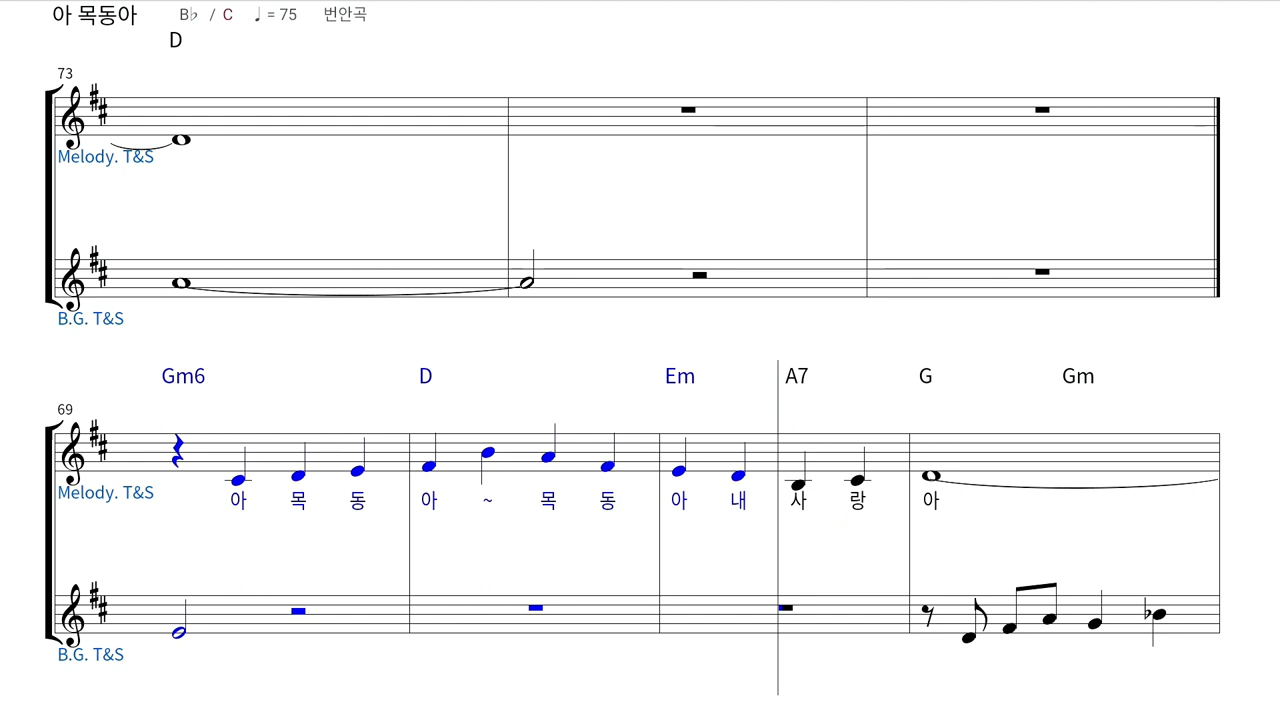 아 목동아 B♭ / C ♩ = 75 번안곡
D
73
Melody. T&S
B.G. T&S
Gm6 D Em A7 G Gm
69
Melody. T&S
아 목 동 아 ~ 목 동 아 내 사 랑 아
B.G. T&S